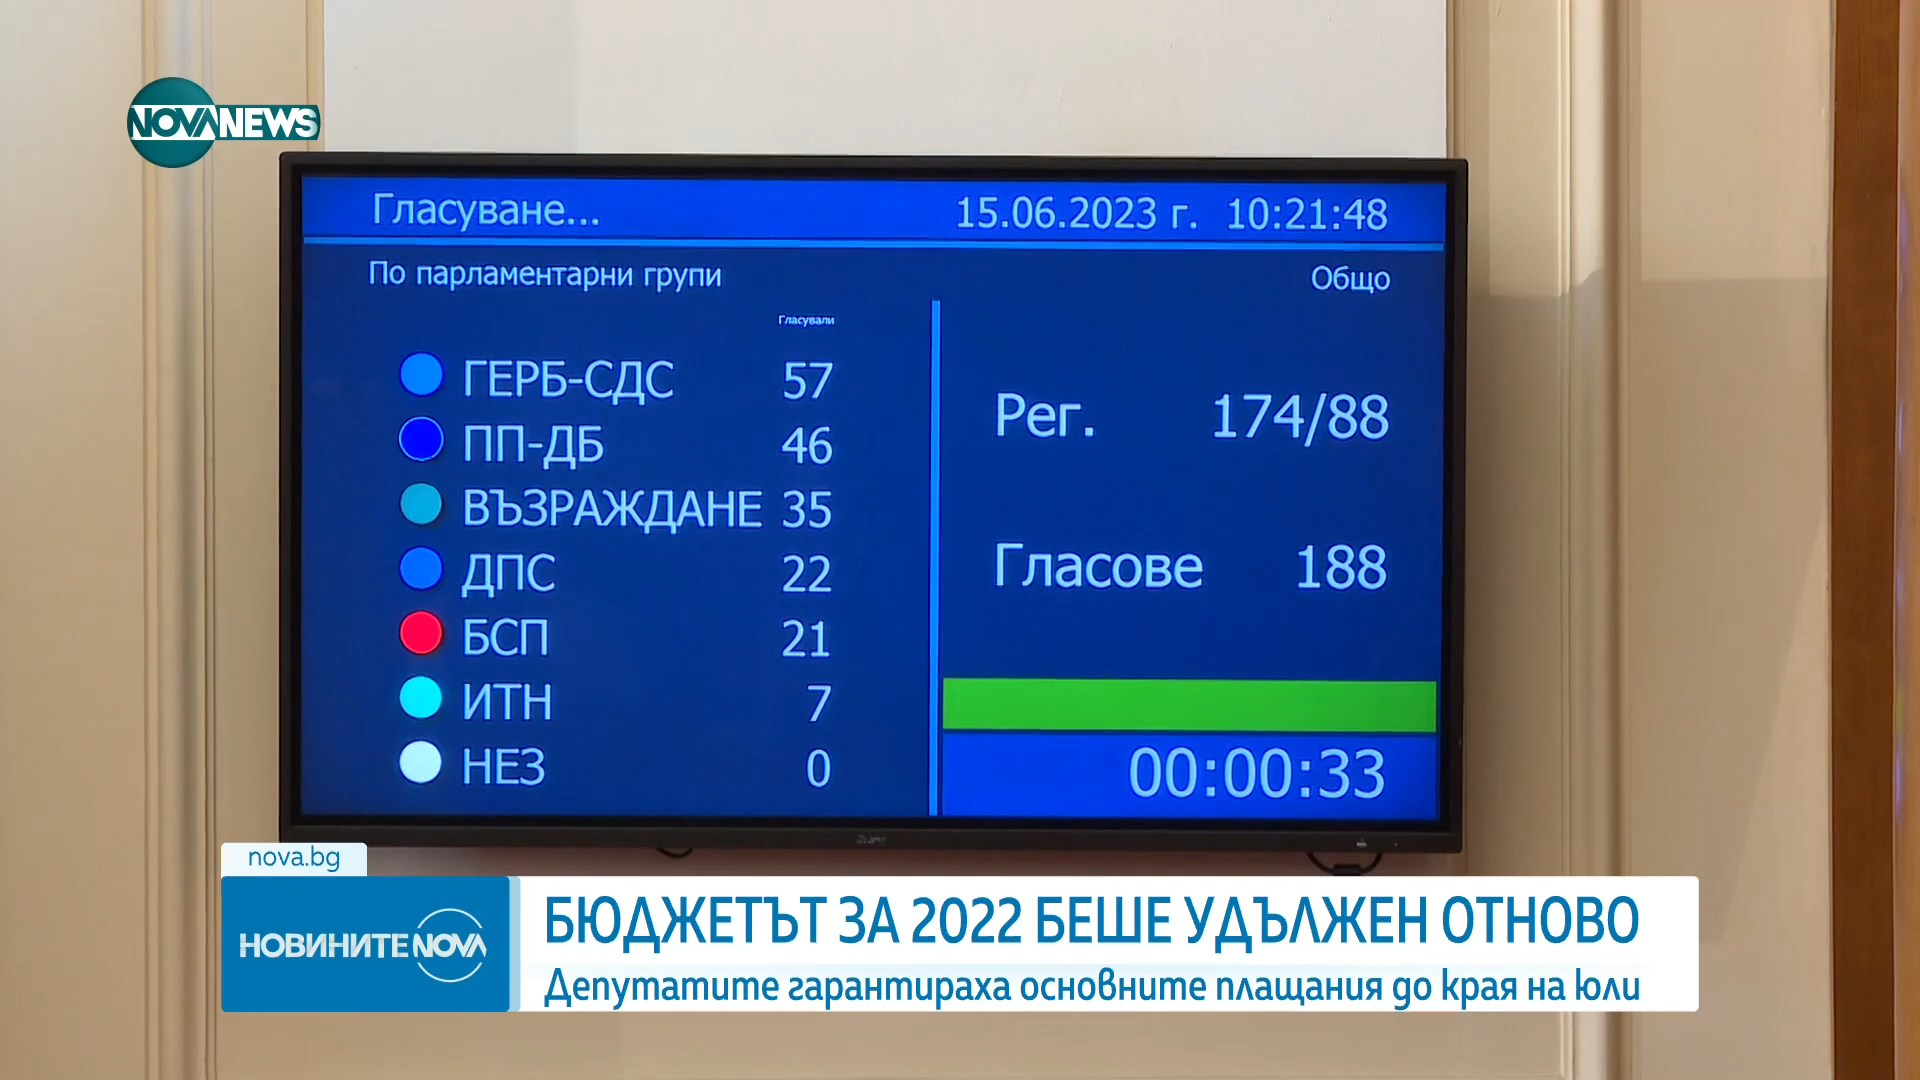 NOVANEWS
Гласуване... 15.06.2023 г. 10:21:48
По парламентарни групи Общо
Гласували
ГЕРБ-СДС 57
ПП-ДБ 46
ВЪЗРАЖДАНЕ 35
ДПС 22
БСП 21
ИТН 7
НЕЗ 0
Рег. 174/88
Гласове 188
00:00:33
nova.bg
НОВИНИТЕ NOVA
БЮДЖЕТЪТ ЗА 2022 БЕШЕ УДЪЛЖЕН ОТНОВО
Депутатите гарантираха основните плащания до края на юли